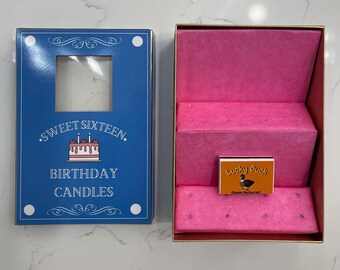 SWEET SIXTEEN
BIRTHDAY
CANDLES
Lucky Duck